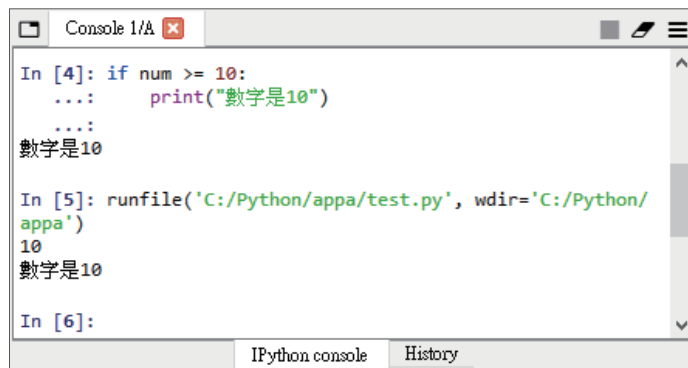 Console 1/A
In [4]: if num >= 10:
   ...:     print("數字是10")
   ...:
數字是10
In [5]: runfile('C:/Python/appa/test.py', wdir='C:/Python/
appa')
10
數字是10
In [6]:
IPython console History